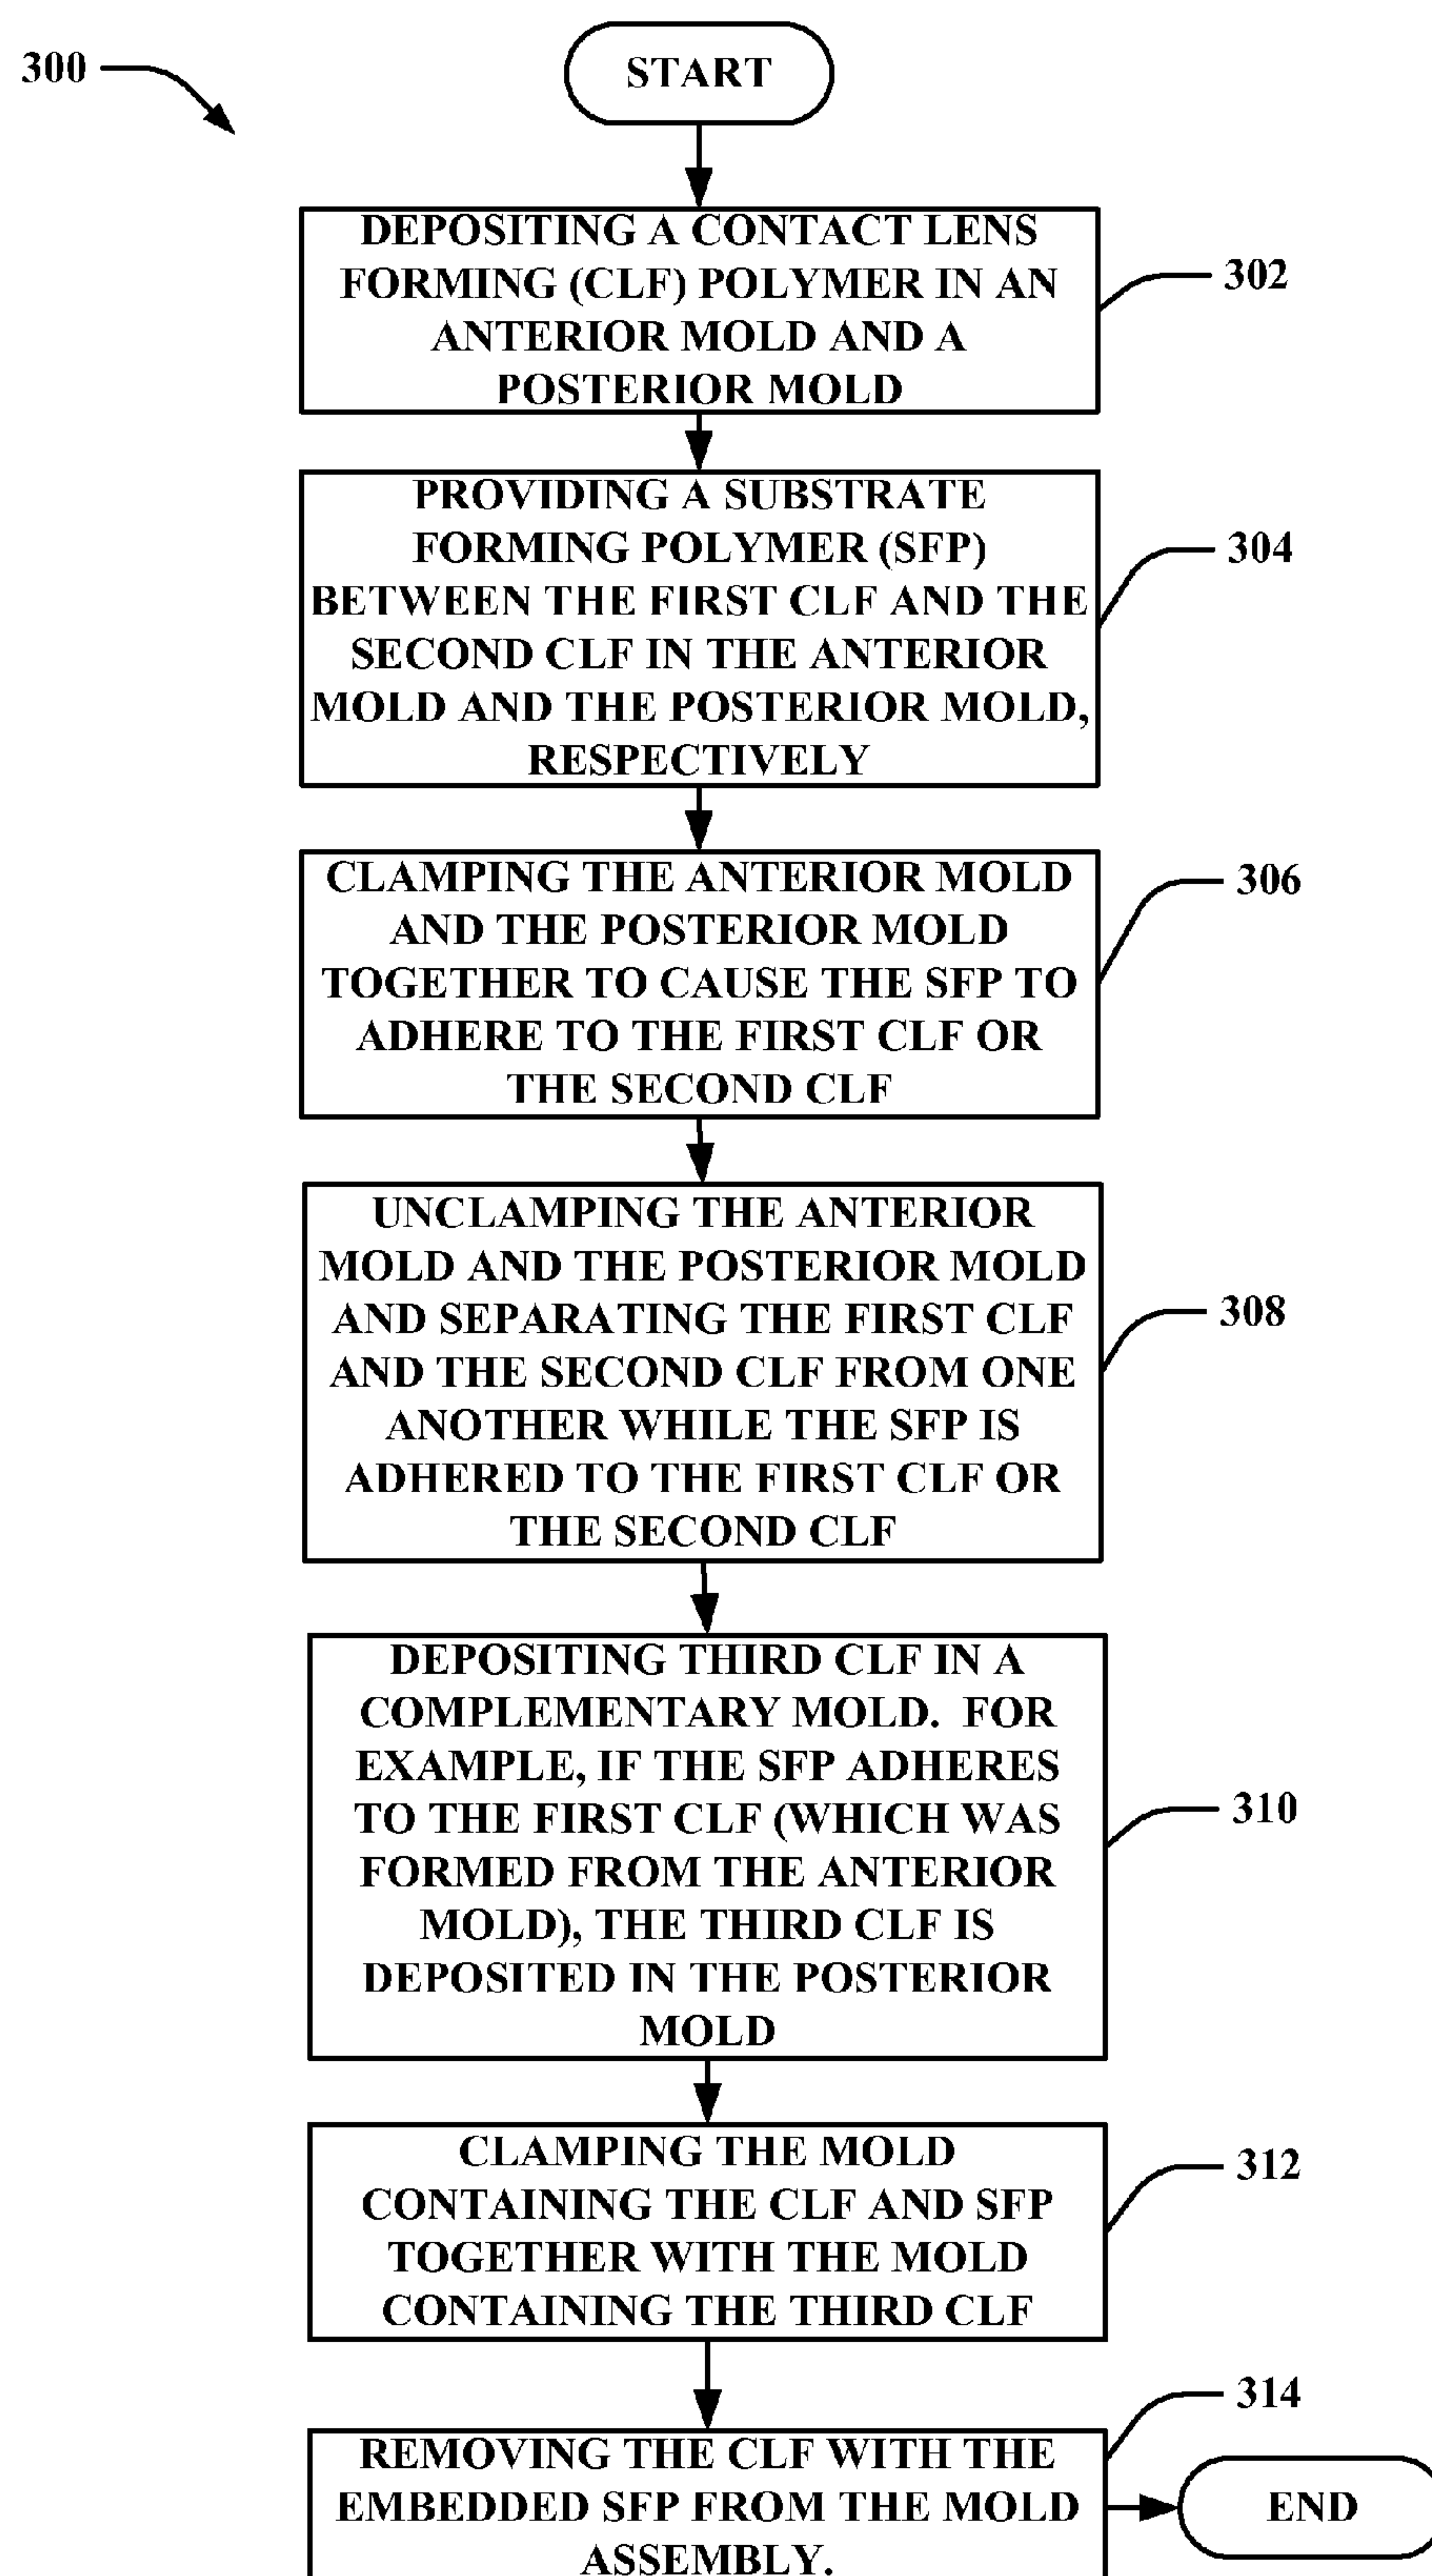 300
START
DEPOSITING A CONTACT LENS
FORMING (CLF) POLYMER IN AN
ANTERIOR MOLD AND A
POSTERIOR MOLD
302
PROVIDING A SUBSTRATE
FORMING POLYMER (SFP)
BETWEEN THE FIRST CLF AND THE
SECOND CLF IN THE ANTERIOR
MOLD AND THE POSTERIOR MOLD,
RESPECTIVELY
304
CLAMPING THE ANTERIOR MOLD
AND THE POSTERIOR MOLD
TOGETHER TO CAUSE THE SFP TO
ADHERE TO THE FIRST CLF OR
THE SECOND CLF
306
UNCLAMPING THE ANTERIOR
MOLD AND THE POSTERIOR MOLD
AND SEPARATING THE FIRST CLF
AND THE SECOND CLF FROM ONE
ANOTHER WHILE THE SFP IS
ADHERED TO THE FIRST CLF OR
THE SECOND CLF
308
DEPOSITING THIRD CLF IN A
COMPLEMENTARY MOLD.  FOR
EXAMPLE, IF THE SFP ADHERES
TO THE FIRST CLF (WHICH WAS
FORMED FROM THE ANTERIOR
MOLD), THE THIRD CLF IS
DEPOSITED IN THE POSTERIOR
MOLD
310
CLAMPING THE MOLD
CONTAINING THE CLF AND SFP
TOGETHER WITH THE MOLD
CONTAINING THE THIRD CLF
312
REMOVING THE CLF WITH THE
EMBEDDED SFP FROM THE MOLD
ASSEMBLY.
314
END